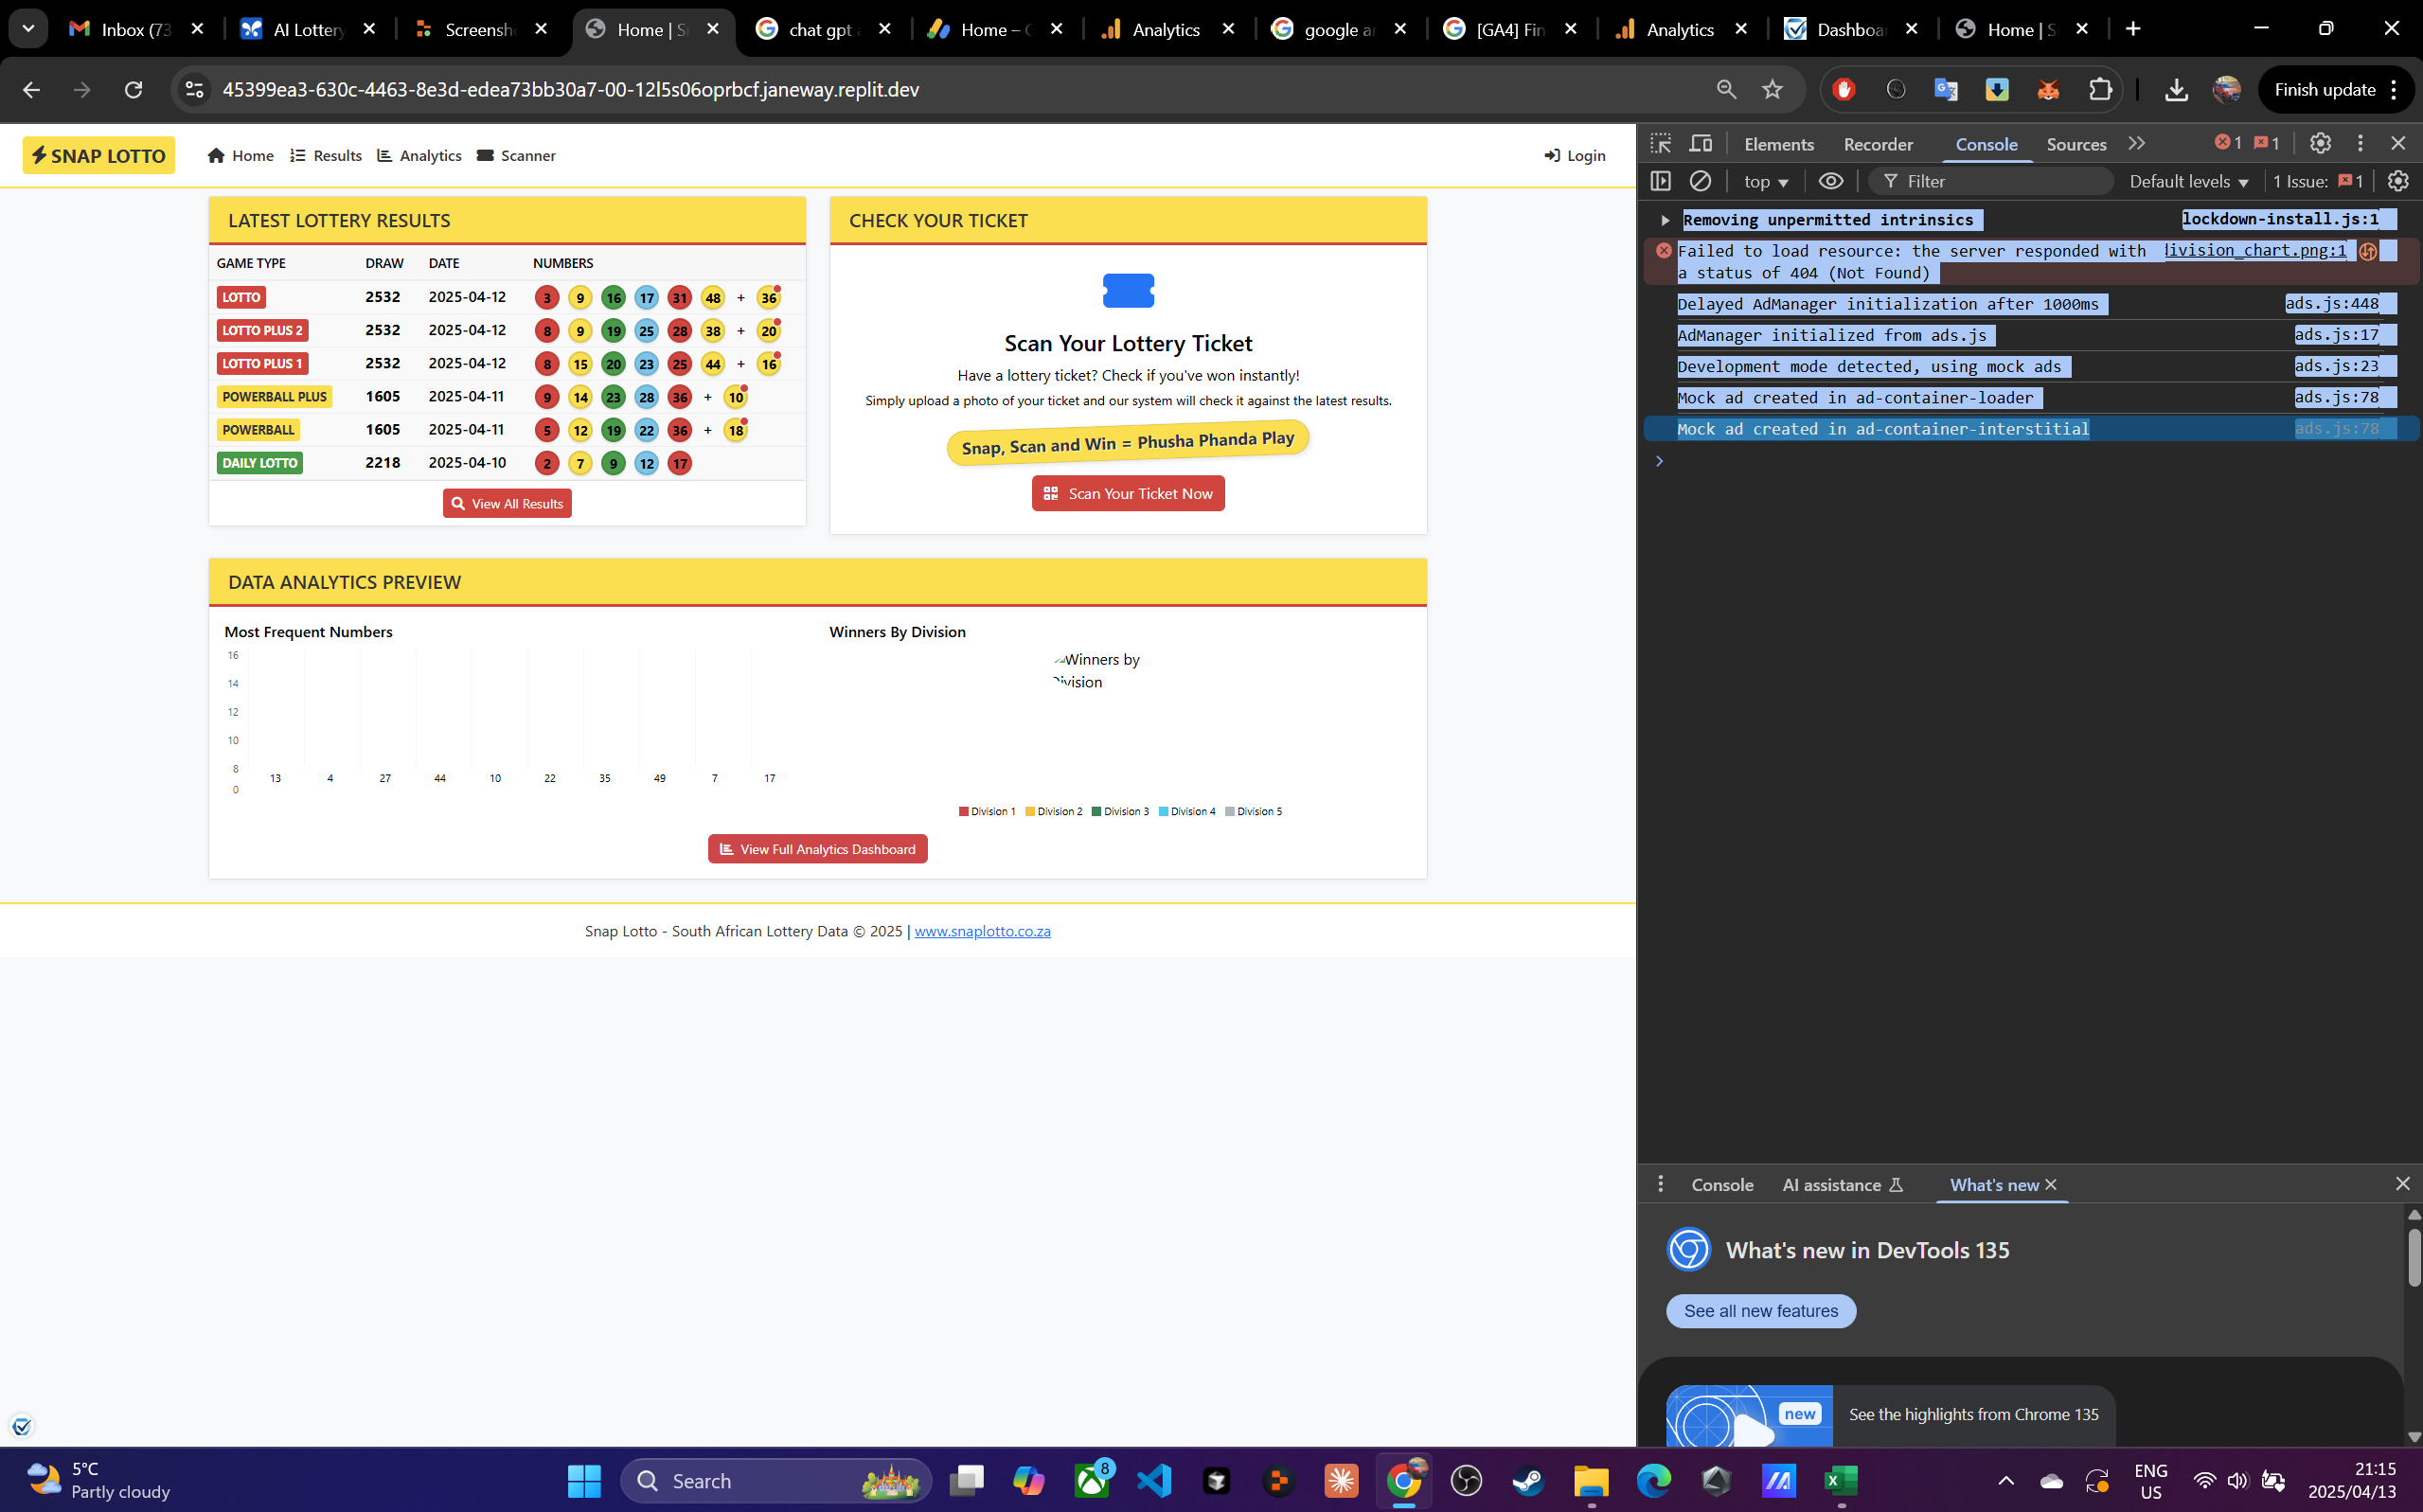 Inbox (73
AI Lottery
Screensh
Home | S
chat gpt
Home –
Analytics
google a
[GA4] Fin
Analytics
Dashboa
Home | S
45399ea3-630c-4463-8e3d-edea73bb30a7-00-12l5s06oprbcf.janeway.replit.dev
Finish update
SNAP LOTTO
Home
Results
Analytics
Scanner
Login
LATEST LOTTERY RESULTS
GAME TYPE DRAW DATE NUMBERS
LOTTO 2532 2025-04-12 3 9 16 17 31 48 + 36
LOTTO PLUS 2 2532 2025-04-12 8 9 19 25 28 38 + 20
LOTTO PLUS 1 2532 2025-04-12 8 15 20 23 25 44 + 16
POWERBALL PLUS 1605 2025-04-11 9 14 23 28 36 + 10
POWERBALL 1605 2025-04-11 5 12 19 22 36 + 18
DAILY LOTTO 2218 2025-04-10 2 7 9 12 17
View All Results
CHECK YOUR TICKET
Scan Your Lottery Ticket
Have a lottery ticket? Check if you've won instantly!
Simply upload a photo of your ticket and our system will check it against the latest results.
Snap, Scan and Win = Phusha Phanda Play
Scan Your Ticket Now
DATA ANALYTICS PREVIEW
Most Frequent Numbers
16
14
12
10
8
0
13 4 27 44 10 22 35 49 7 17
Winners By Division
Winners by
Division
Division 1 Division 2 Division 3 Division 4 Division 5
View Full Analytics Dashboard
Snap Lotto - South African Lottery Data © 2025 | www.snaplotto.co.za
Elements Recorder Console Sources 1 1
top Filter Default levels 1 Issue: 1
Removing unpermitted intrinsics lockdown-install.js:1
Failed to load resource: the server responded with division_chart.png:1
a status of 404 (Not Found)
Delayed AdManager initialization after 1000ms ads.js:448
AdManager initialized from ads.js ads.js:17
Development mode detected, using mock ads ads.js:23
Mock ad created in ad-container-loader ads.js:78
Mock ad created in ad-container-interstitial ads.js:78
Console AI assistance What's new
What's new in DevTools 135
See all new features
new
See the highlights from Chrome 135
5°C
Partly cloudy
Search
8
ENG
US
21:15
2025/04/13